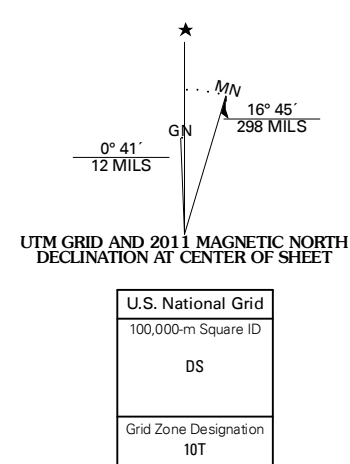 ★
MN
GN
16° 45´
298 MILS
0° 41´
12 MILS
UTM GRID AND 2011 MAGNETIC NORTH
DECLINATION AT CENTER OF SHEET
U.S. National Grid
100,000-m Square ID
DS
Grid Zone Designation
10T